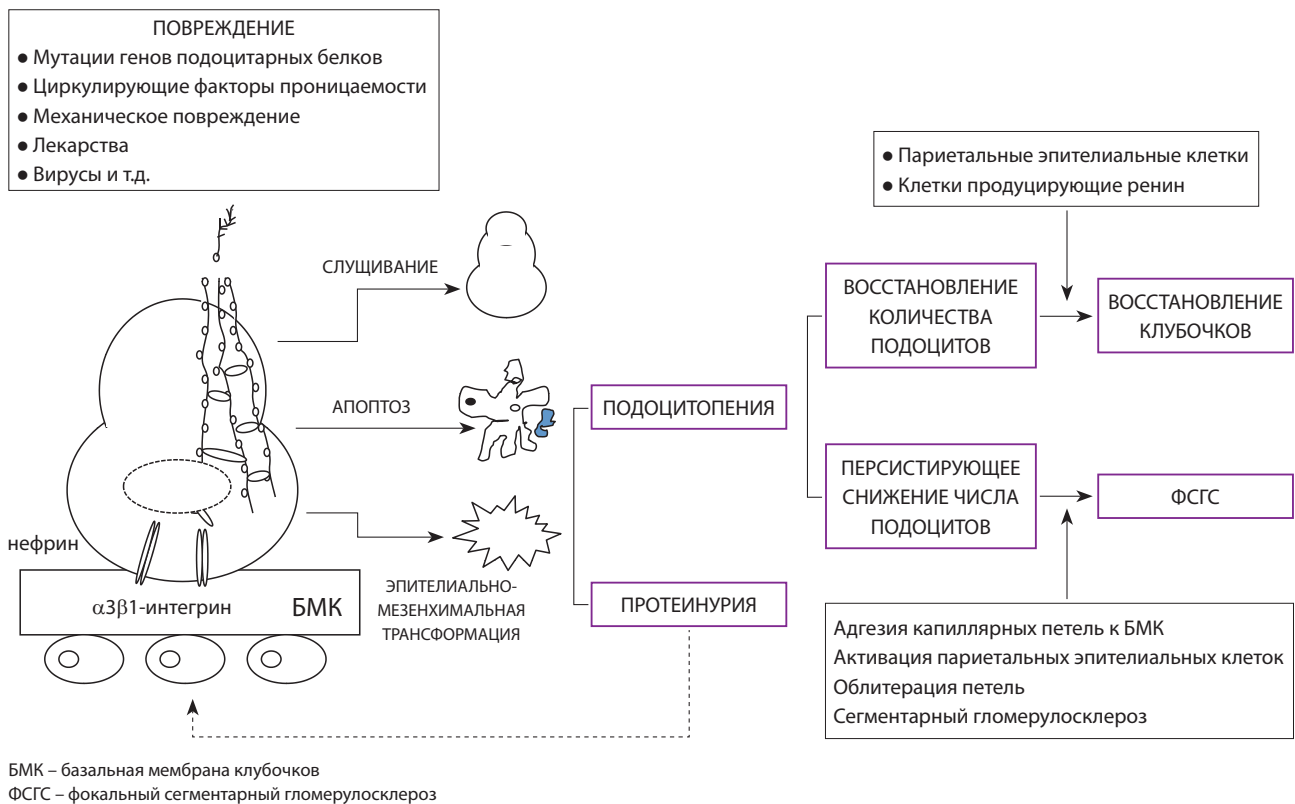 ПОВРЕЖДЕНИЕ
● Мутации генов подоцитарных белков
● Циркулирующие факторы проницаемости
● Механическое повреждение
● Лекарства
● Вирусы и т.д.
● Париетальные эпителиальные клетки
● Клетки продуцирующие ренин
СЛУЩИВАНИЕ
АПОПТОЗ
ЭПИТЕЛИАЛЬНО-
МЕЗЕНХИМАЛЬНАЯ
ТРАНСФОРМАЦИЯ
нефрин
α3β1-интегрин
БМК
ПОДОЦИТОПЕНИЯ
ПРОТЕИНУРИЯ
ВОССТАНОВЛЕНИЕ
КОЛИЧЕСТВА
ПОДОЦИТОВ
ВОССТАНОВЛЕНИЕ
КЛУБОЧКОВ
ПЕРСИСТИРУЮЩЕЕ
СНИЖЕНИЕ ЧИСЛА
ПОДОЦИТОВ
ФСГС
Адгезия капиллярных петель к БМК
Активация париетальных эпителиальных клеток
Облитерация петель
Сегментарный гломерулосклероз
БМК – базальная мембрана клубочков
ФСГС – фокальный сегментарный гломерулосклероз